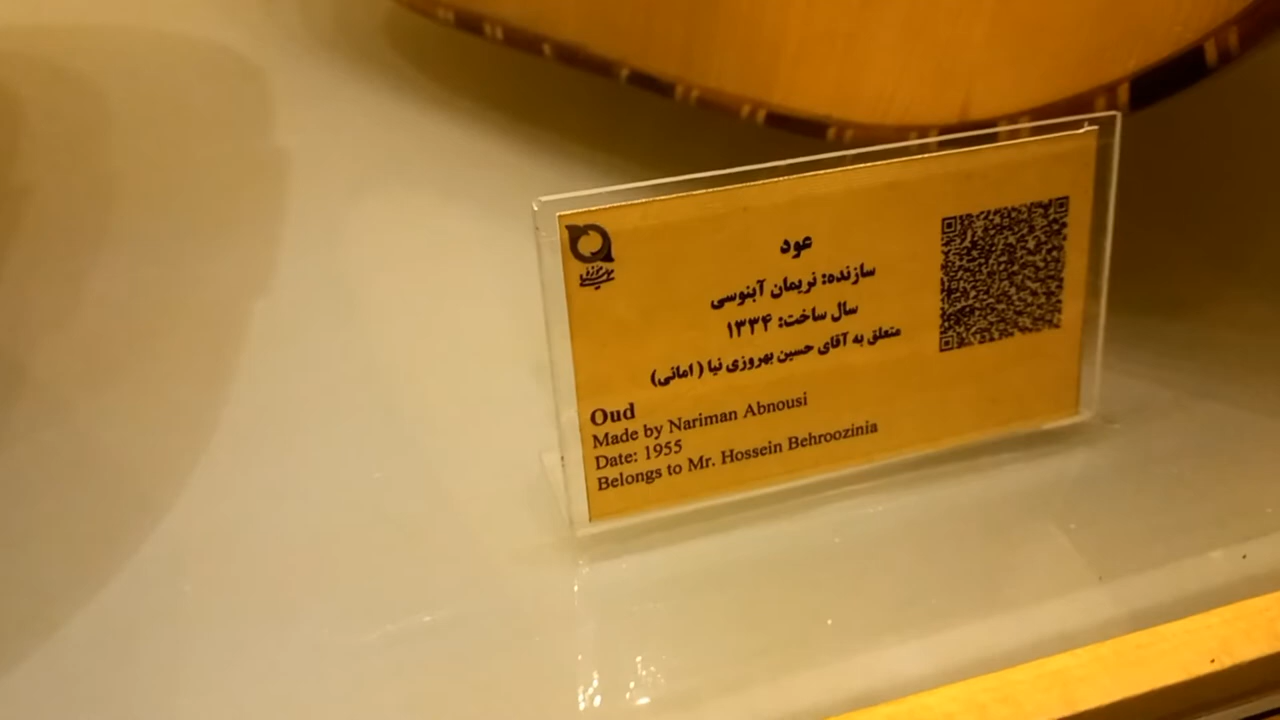 عود
سازنده: نریمان آبنوسی
سال ساخت: ۱۳۳۴
متعلق به آقای حسین بهروزی نیا (امانی)
Oud
Made by Nariman Abnousi
Date: 1955
Belongs to Mr. Hossein Behroozinia